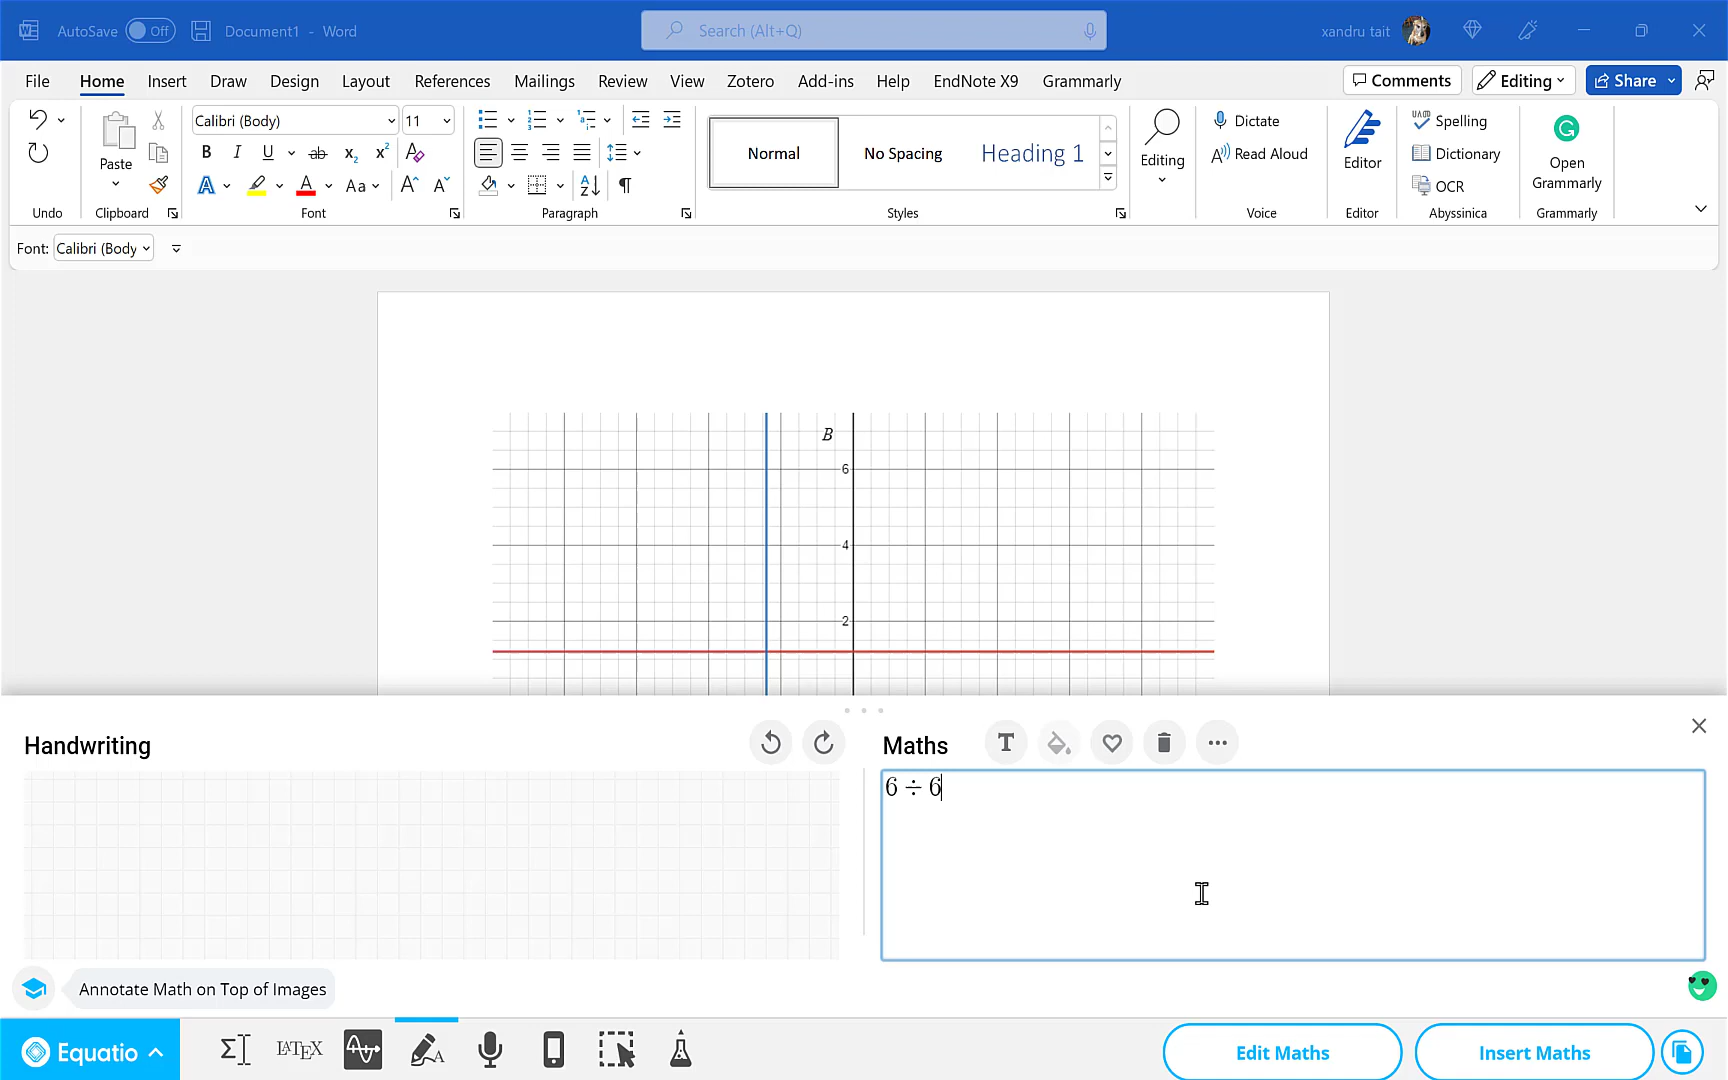 AutoSave Off Document1 - Word Search (Alt+Q) xandru tait
File Home Insert Draw Design Layout References Mailings Review View Zotero Add-ins Help EndNote X9 Grammarly Comments Editing Share
Calibri (Body) 11
Paste
Normal No Spacing Heading 1
Editing
Dictate
Read Aloud
Editor
Spelling
Dictionary
OCR
Open Grammarly
Undo Clipboard Font Paragraph Styles Voice Editor Abyssinica Grammarly
Font: Calibri (Body
B
6
4
2
Handwriting
Maths
6 ÷ 6
Annotate Math on Top of Images
Equatio LATEX Edit Maths Insert Maths